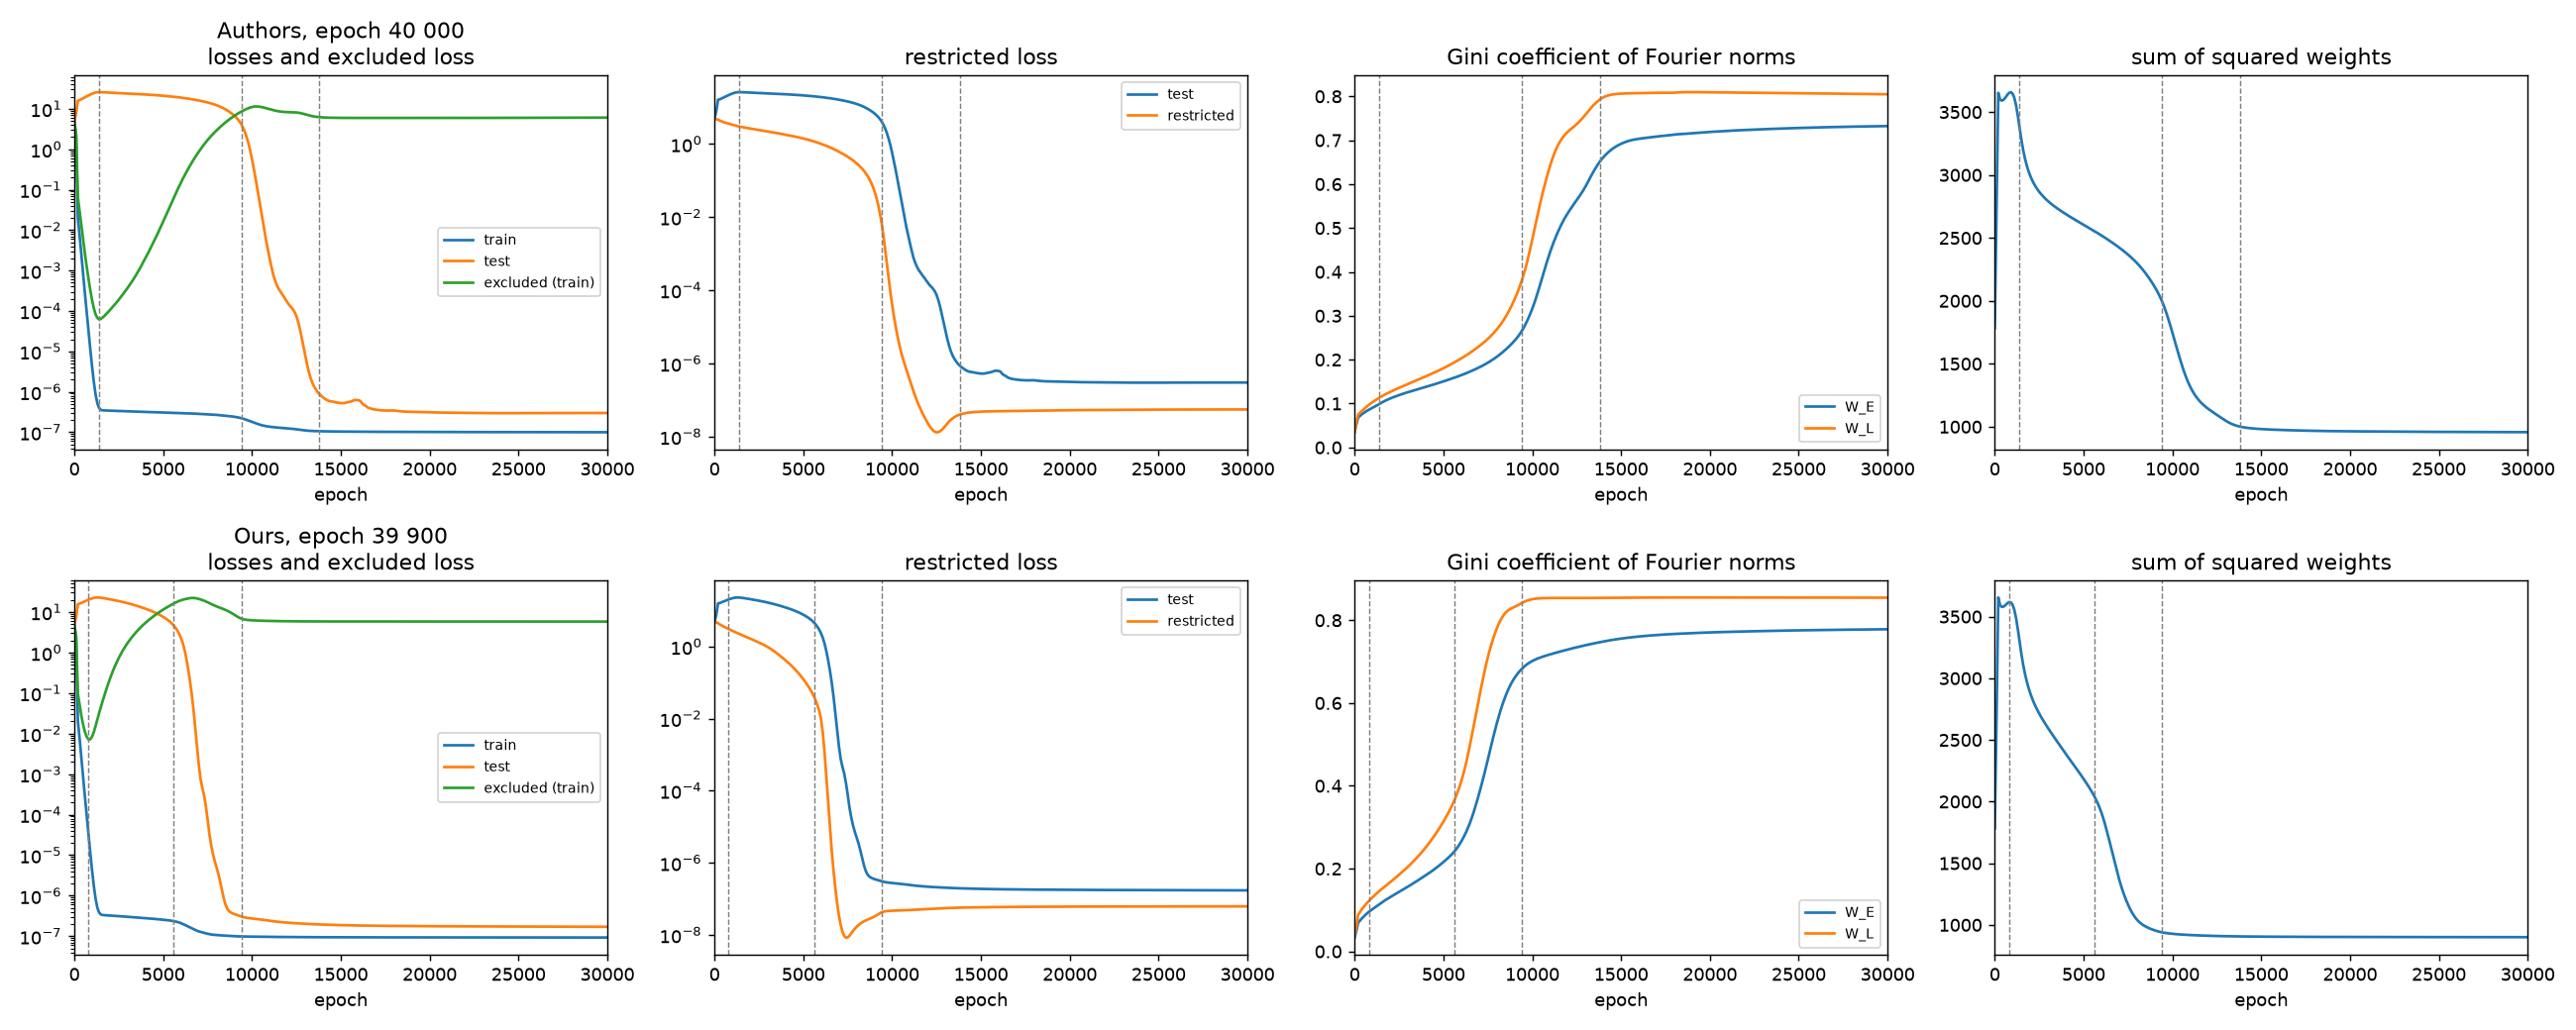 Authors, epoch 40 000
losses and excluded loss
10^1
10^0
10^-1
10^-2
10^-3
10^-4
10^-5
10^-6
10^-7
train
test
excluded (train)
0 5000 10000 15000 20000 25000 30000
epoch
restricted loss
10^0
10^-2
10^-4
10^-6
10^-8
test
restricted
0 5000 10000 15000 20000 25000 30000
epoch
Gini coefficient of Fourier norms
0.8
0.7
0.6
0.5
0.4
0.3
0.2
0.1
0.0
W_E
W_L
0 5000 10000 15000 20000 25000 30000
epoch
sum of squared weights
3500
3000
2500
2000
1500
1000
0 5000 10000 15000 20000 25000 30000
epoch
Ours, epoch 39 900
losses and excluded loss
10^1
10^0
10^-1
10^-2
10^-3
10^-4
10^-5
10^-6
10^-7
train
test
excluded (train)
0 5000 10000 15000 20000 25000 30000
epoch
restricted loss
10^0
10^-2
10^-4
10^-6
10^-8
test
restricted
0 5000 10000 15000 20000 25000 30000
epoch
Gini coefficient of Fourier norms
0.8
0.6
0.4
0.2
0.0
W_E
W_L
0 5000 10000 15000 20000 25000 30000
epoch
sum of squared weights
3500
3000
2500
2000
1500
1000
0 5000 10000 15000 20000 25000 30000
epoch